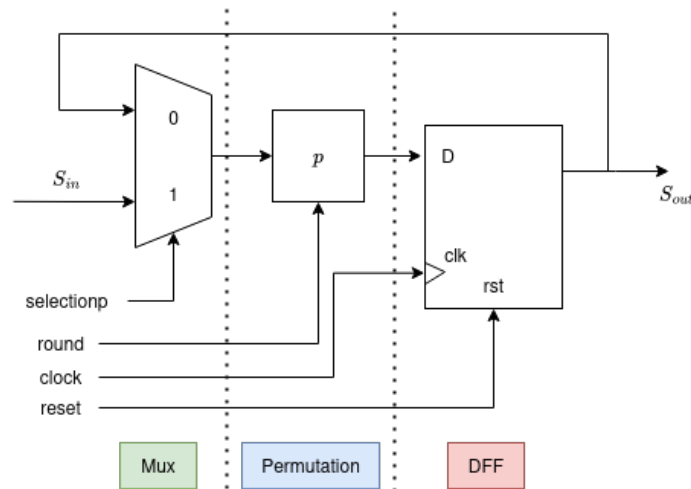 0
S_in
1
p
D
clk
rst
S_out
selectionp
round
clock
reset
Mux
Permutation
DFF